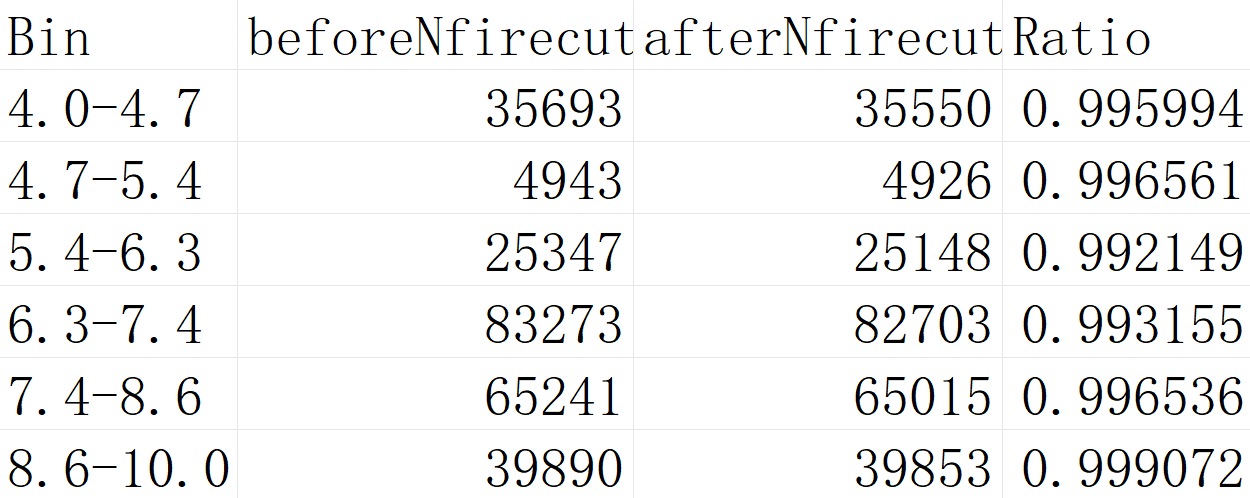 Bin beforeNfirecut afterNfirecut Ratio
4.0-4.7 35693 35550 0.995994
4.7-5.4 4943 4926 0.996561
5.4-6.3 25347 25148 0.992149
6.3-7.4 83273 82703 0.993155
7.4-8.6 65241 65015 0.996536
8.6-10.0 39890 39853 0.999072